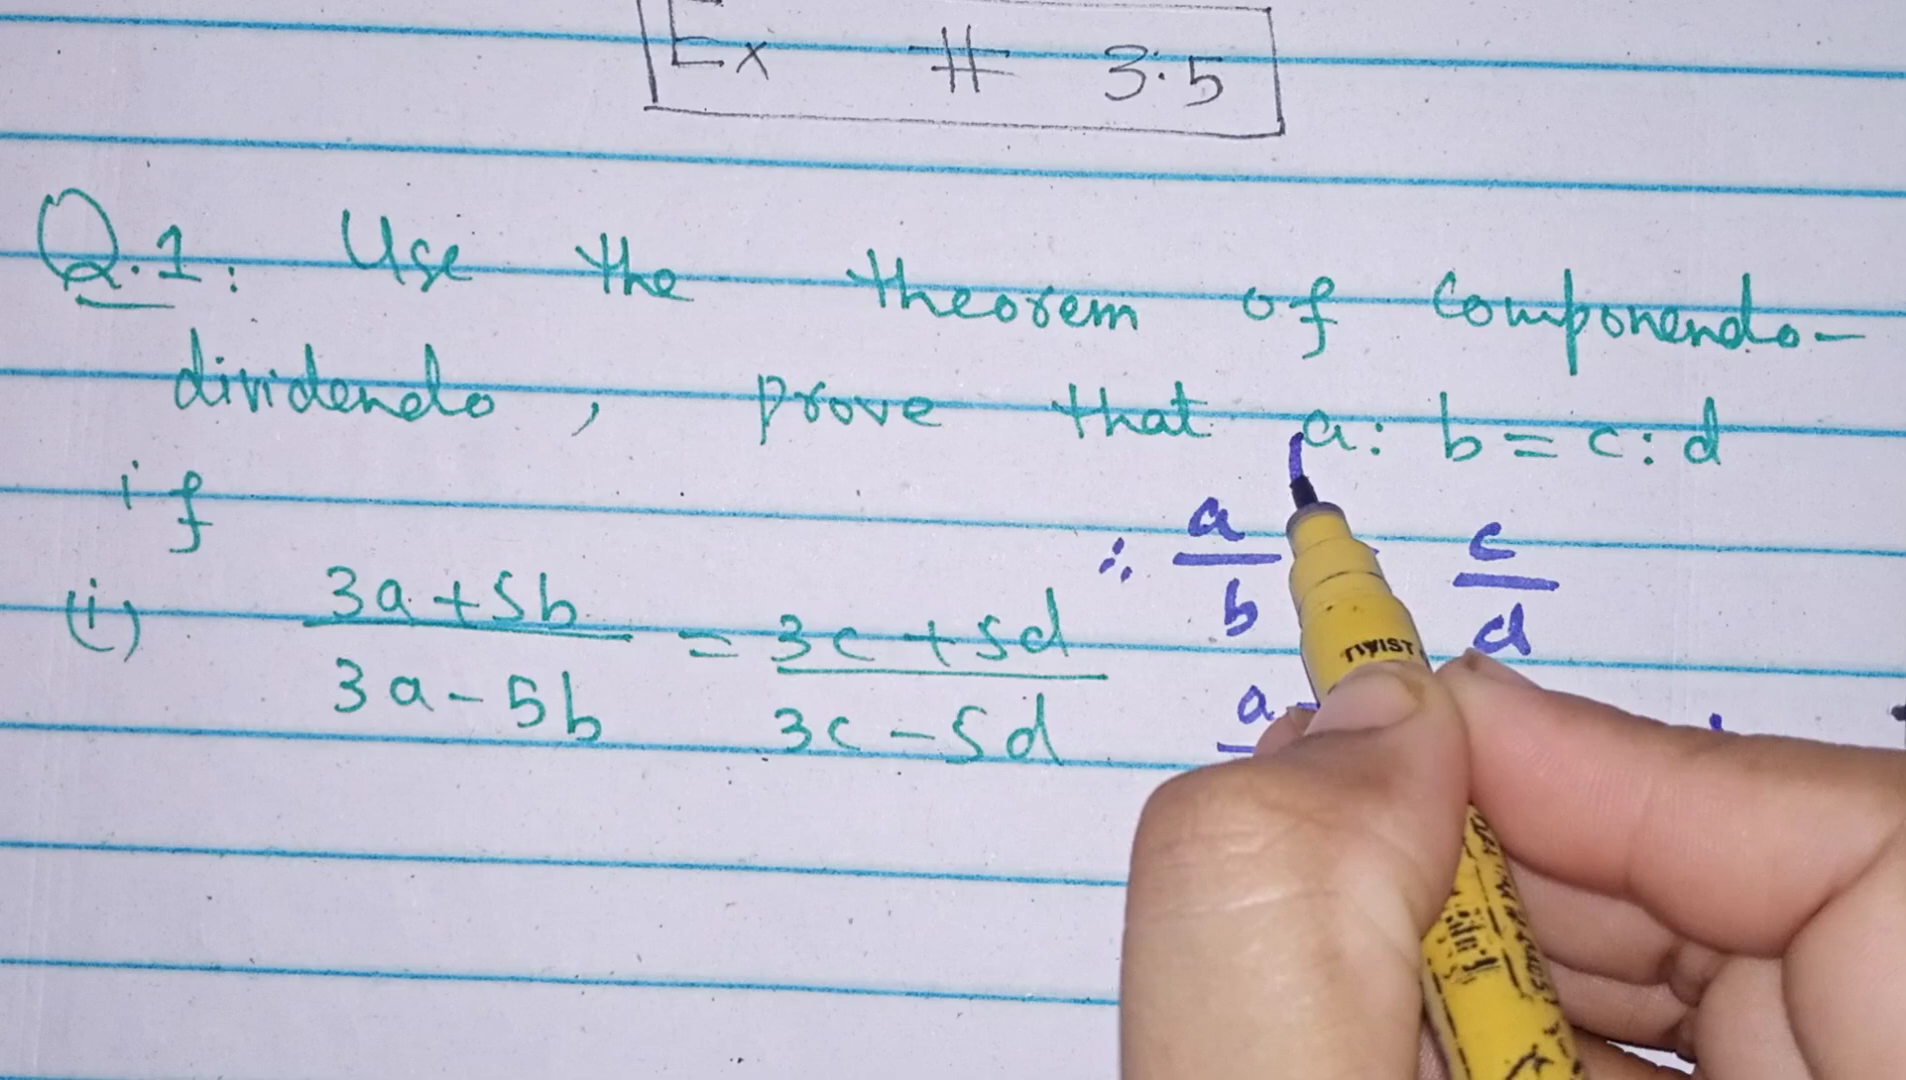 Ex # 3.5
Q.1: Use the theorem of componendo-
dividendo, prove that a: b = c:d
if
(i) 3a+5b / 3a-5b = 3c+5d / 3c-5d
∴ a/b c/d
a
TWIST